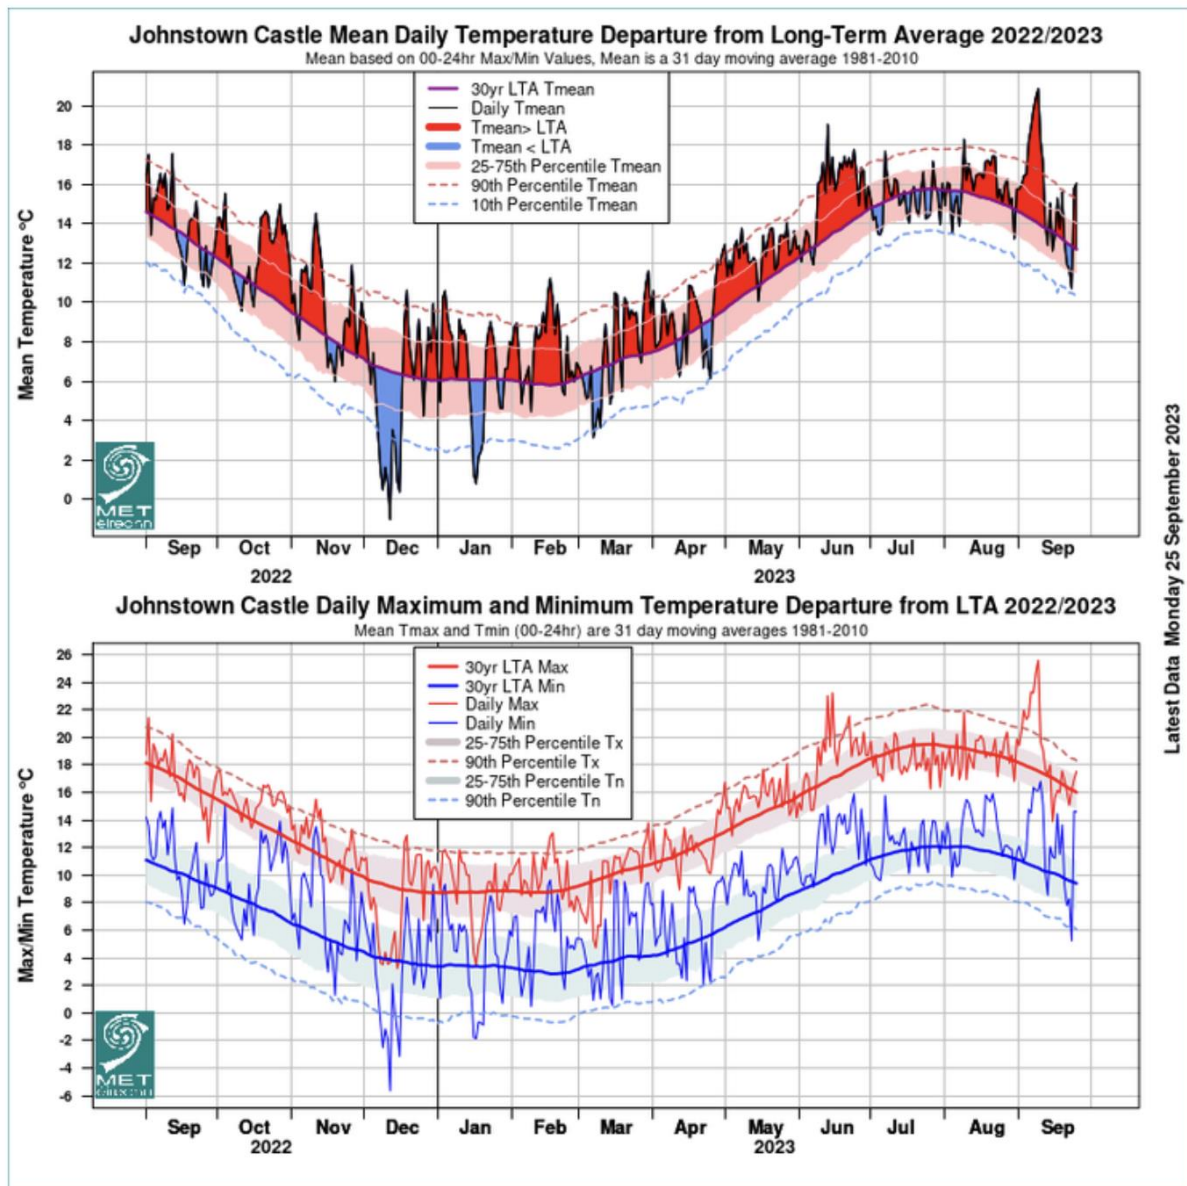 Johnstown Castle Mean Daily Temperature Departure from Long-Term Average 2022/2023
Mean based on 00-24hr Max/Min Values, Mean is a 31 day moving average 1981-2010
30yr LTA Tmean
Daily Tmean
Tmean> LTA
Tmean < LTA
25-75th Percentile Tmean
90th Percentile Tmean
10th Percentile Tmean
Mean Temperature ºC
20
18
16
14
12
10
8
6
4
2
0
MET
éireann
Sep Oct Nov Dec Jan Feb Mar Apr May Jun Jul Aug Sep
2022 2023
Johnstown Castle Daily Maximum and Minimum Temperature Departure from LTA 2022/2023
Mean Tmax and Tmin (00-24hr) are 31 day moving averages 1981-2010
30yr LTA Max
30yr LTA Min
Daily Max
Daily Min
25-75th Percentile Tx
90th Percentile Tx
25-75th Percentile Tn
90th Percentile Tn
Max/Min Temperature ºC
26
24
22
20
18
16
14
12
10
8
6
4
2
0
-2
-4
-6
MET
éireann
Sep Oct Nov Dec Jan Feb Mar Apr May Jun Jul Aug Sep
2022 2023
Latest Data Monday 25 September 2023